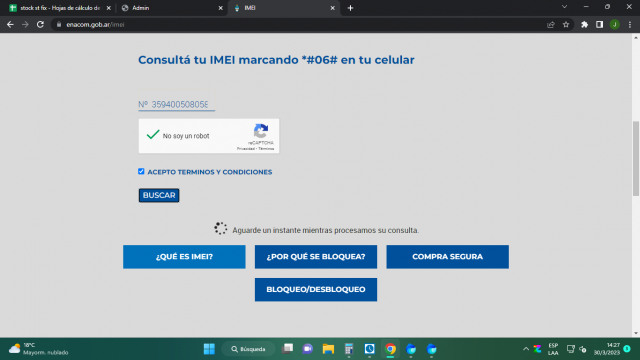 stock st fix - Hojas de cálculo de
Admin
IMEI
enacom.gob.ar/imei
J
Consultá tu IMEI marcando *#06# en tu celular
Nº 35940050805E
No soy un robot
reCAPTCHA
Privacidad - Términos
ACEPTO TERMINOS Y CONDICIONES
BUSCAR
Aguarde un instante mientras procesamos su consulta.
¿QUÉ ES IMEI?
¿POR QUÉ SE BLOQUEA?
COMPRA SEGURA
BLOQUEO/DESBLOQUEO
18°C
Mayorm. nublado
Búsqueda
ESP
LAA
14:27
30/3/2023